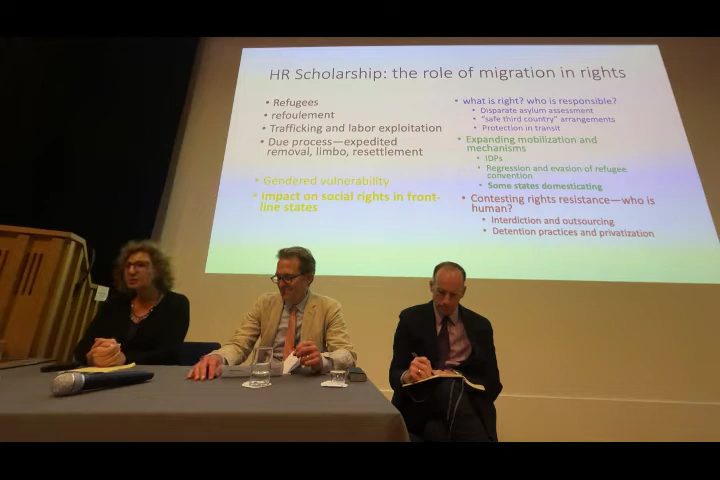 HR Scholarship: the role of migration in rights
• Refugees
• refoulement
• Trafficking and labor exploitation
• Due process—expedited
removal, limbo, resettlement
• Gendered vulnerability
• Impact on social rights in front-
line states
• what is right? who is responsible?
• Disparate asylum assessment
• "safe third country" arrangements
• Protection in transit
• Expanding mobilization and
mechanisms
• IOPs
• Regression and evasion of refugee
convention
• Some states domesticating
• Contesting rights resistance—who is
human?
• Interdiction and outsourcing
• Detention practices and privatization